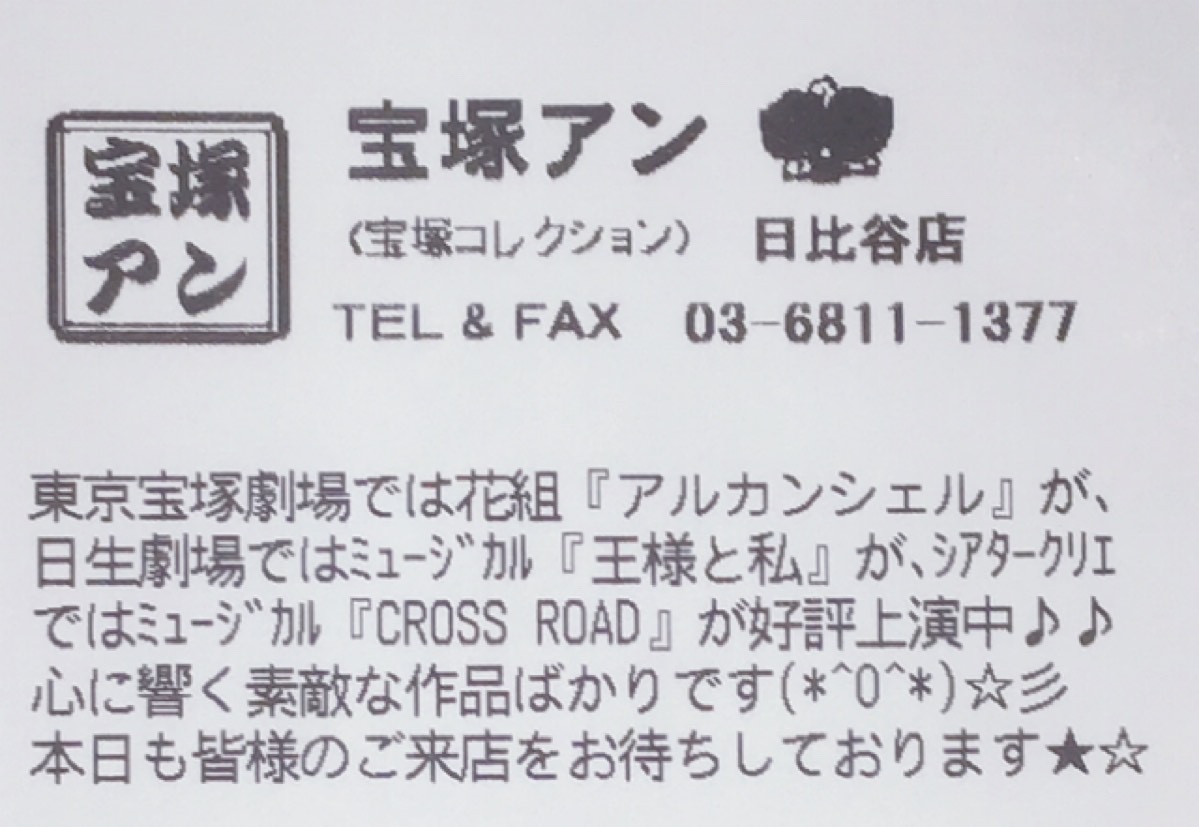 宝塚
アン
宝塚アン
(宝塚コレクション) 日比谷店
TEL & FAX 03-6811-1377
東京宝塚劇場では花組『アルカンシェル』が、
日生劇場ではﾐｭｰｼﾞｶﾙ『王様と私』が、ｼｱﾀｰｸﾘｴ
ではﾐｭｰｼﾞｶﾙ『CROSS ROAD』が好評上演中♪♪
心に響く素敵な作品ばかりです(*^O^*)☆彡
本日も皆様のご来店をお待ちしております★☆